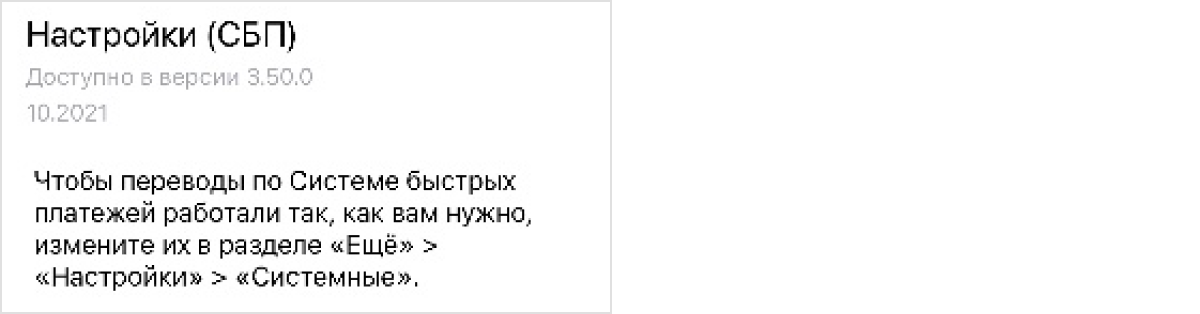 Настройки (СБП)
Доступно в версии 3.50.0
10.2021
Чтобы переводы по Системе быстрых
платежей работали так, как вам нужно,
измените их в разделе «Ещё» >
«Настройки» > «Системные».